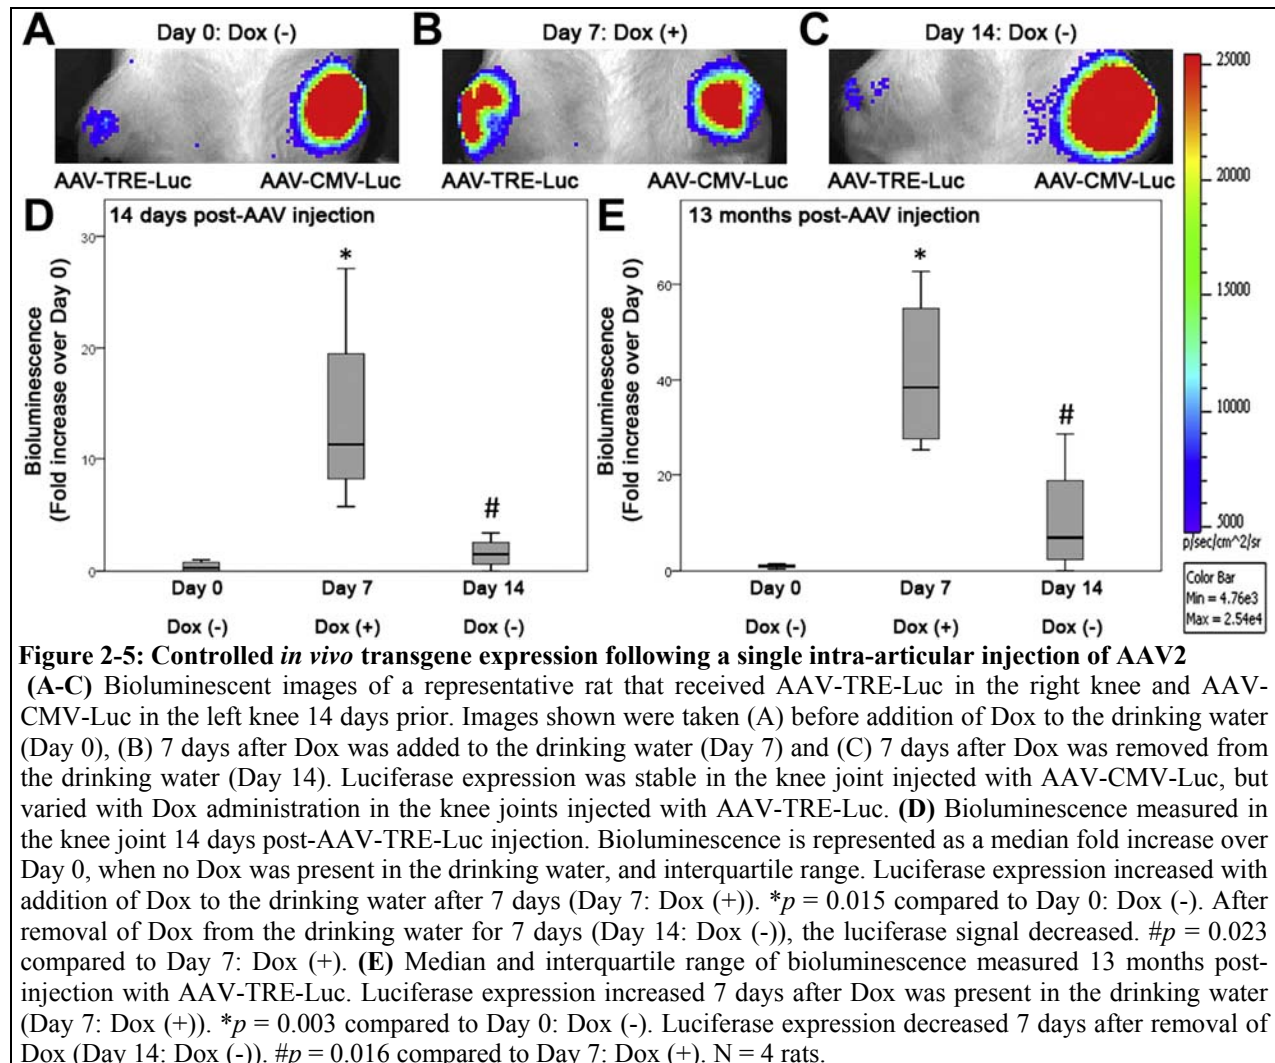 A Day 0: Dox (-) B Day 7: Dox (+) C Day 14: Dox (-)
AAV-TRE-Luc AAV-CMV-Luc AAV-TRE-Luc AAV-CMV-Luc AAV-TRE-Luc AAV-CMV-Luc
25000
20000
15000
10000
5000
p/sec/cm^2/sr
Color Bar
Min = 4.76e3
Max = 2.54e4
D 14 days post-AAV injection
Bioluminescence
(Fold increase over Day 0)
30
20
10
0
*
#
Day 0 Day 7 Day 14
Dox (-) Dox (+) Dox (-)
E 13 months post-AAV injection
Bioluminescence
(Fold increase over Day 0)
60
40
20
0
*
#
Day 0 Day 7 Day 14
Dox (-) Dox (+) Dox (-)
Figure 2-5: Controlled in vivo transgene expression following a single intra-articular injection of AAV2
(A-C) Bioluminescent images of a representative rat that received AAV-TRE-Luc in the right knee and AAV-
CMV-Luc in the left knee 14 days prior. Images shown were taken (A) before addition of Dox to the drinking water
(Day 0), (B) 7 days after Dox was added to the drinking water (Day 7) and (C) 7 days after Dox was removed from
the drinking water (Day 14). Luciferase expression was stable in the knee joint injected with AAV-CMV-Luc, but
varied with Dox administration in the knee joints injected with AAV-TRE-Luc. (D) Bioluminescence measured in
the knee joint 14 days post-AAV-TRE-Luc injection. Bioluminescence is represented as a median fold increase over
Day 0, when no Dox was present in the drinking water, and interquartile range. Luciferase expression increased with
addition of Dox to the drinking water after 7 days (Day 7: Dox (+)). *p = 0.015 compared to Day 0: Dox (-). After
removal of Dox from the drinking water for 7 days (Day 14: Dox (-)), the luciferase signal decreased. #p = 0.023
compared to Day 7: Dox (+). (E) Median and interquartile range of bioluminescence measured 13 months post-
injection with AAV-TRE-Luc. Luciferase expression increased 7 days after Dox was present in the drinking water
(Day 7: Dox (+)). *p = 0.003 compared to Day 0: Dox (-). Luciferase expression decreased 7 days after removal of
Dox (Day 14: Dox (-)). #p = 0.016 compared to Day 7: Dox (+). N = 4 rats.